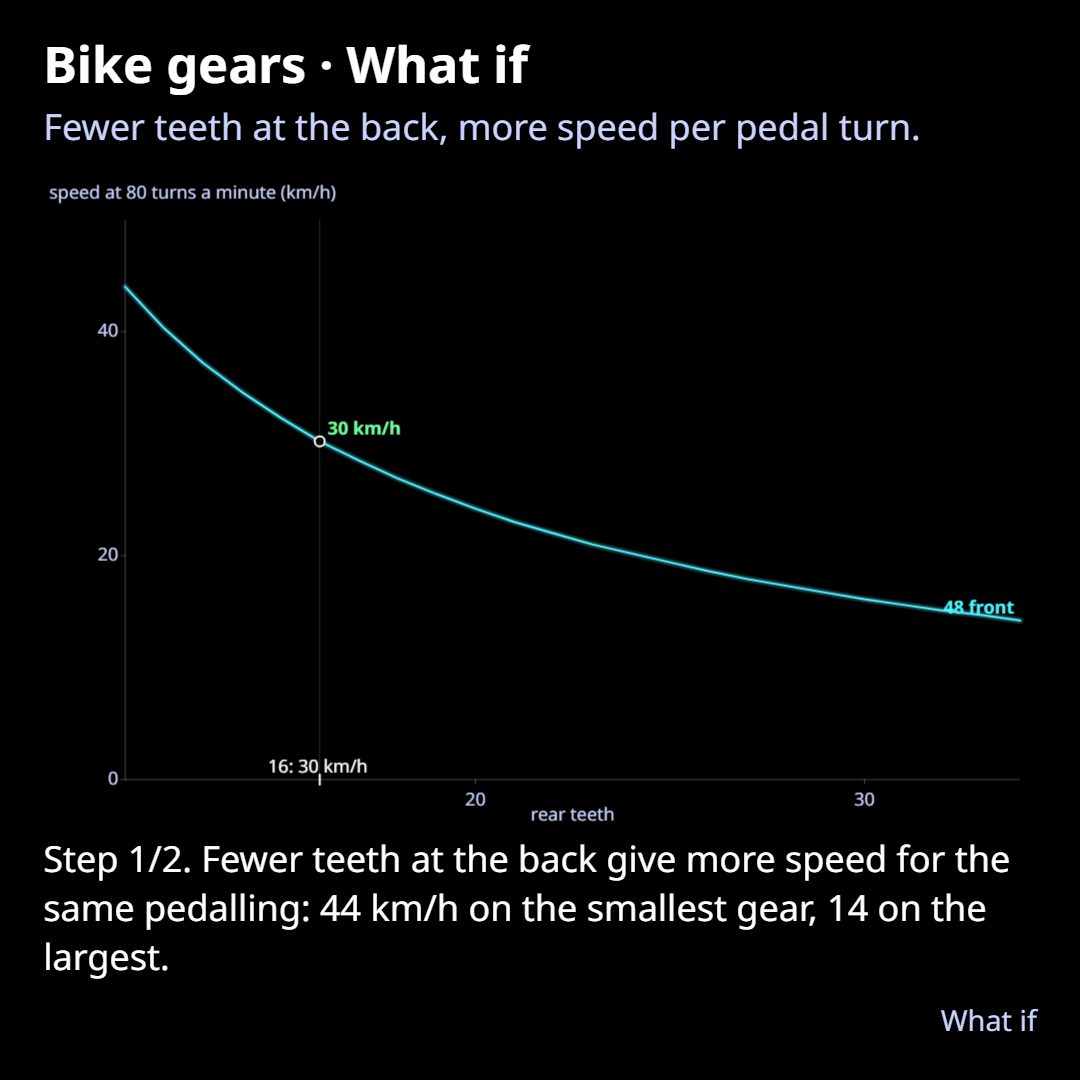 Bike gears · What if
Fewer teeth at the back, more speed per pedal turn.
speed at 80 turns a minute (km/h)
40
30 km/h
20
48 front
16: 30 km/h
0
20
30
rear teeth
Step 1/2. Fewer teeth at the back give more speed for the
same pedalling: 44 km/h on the smallest gear, 14 on the
largest.
What if